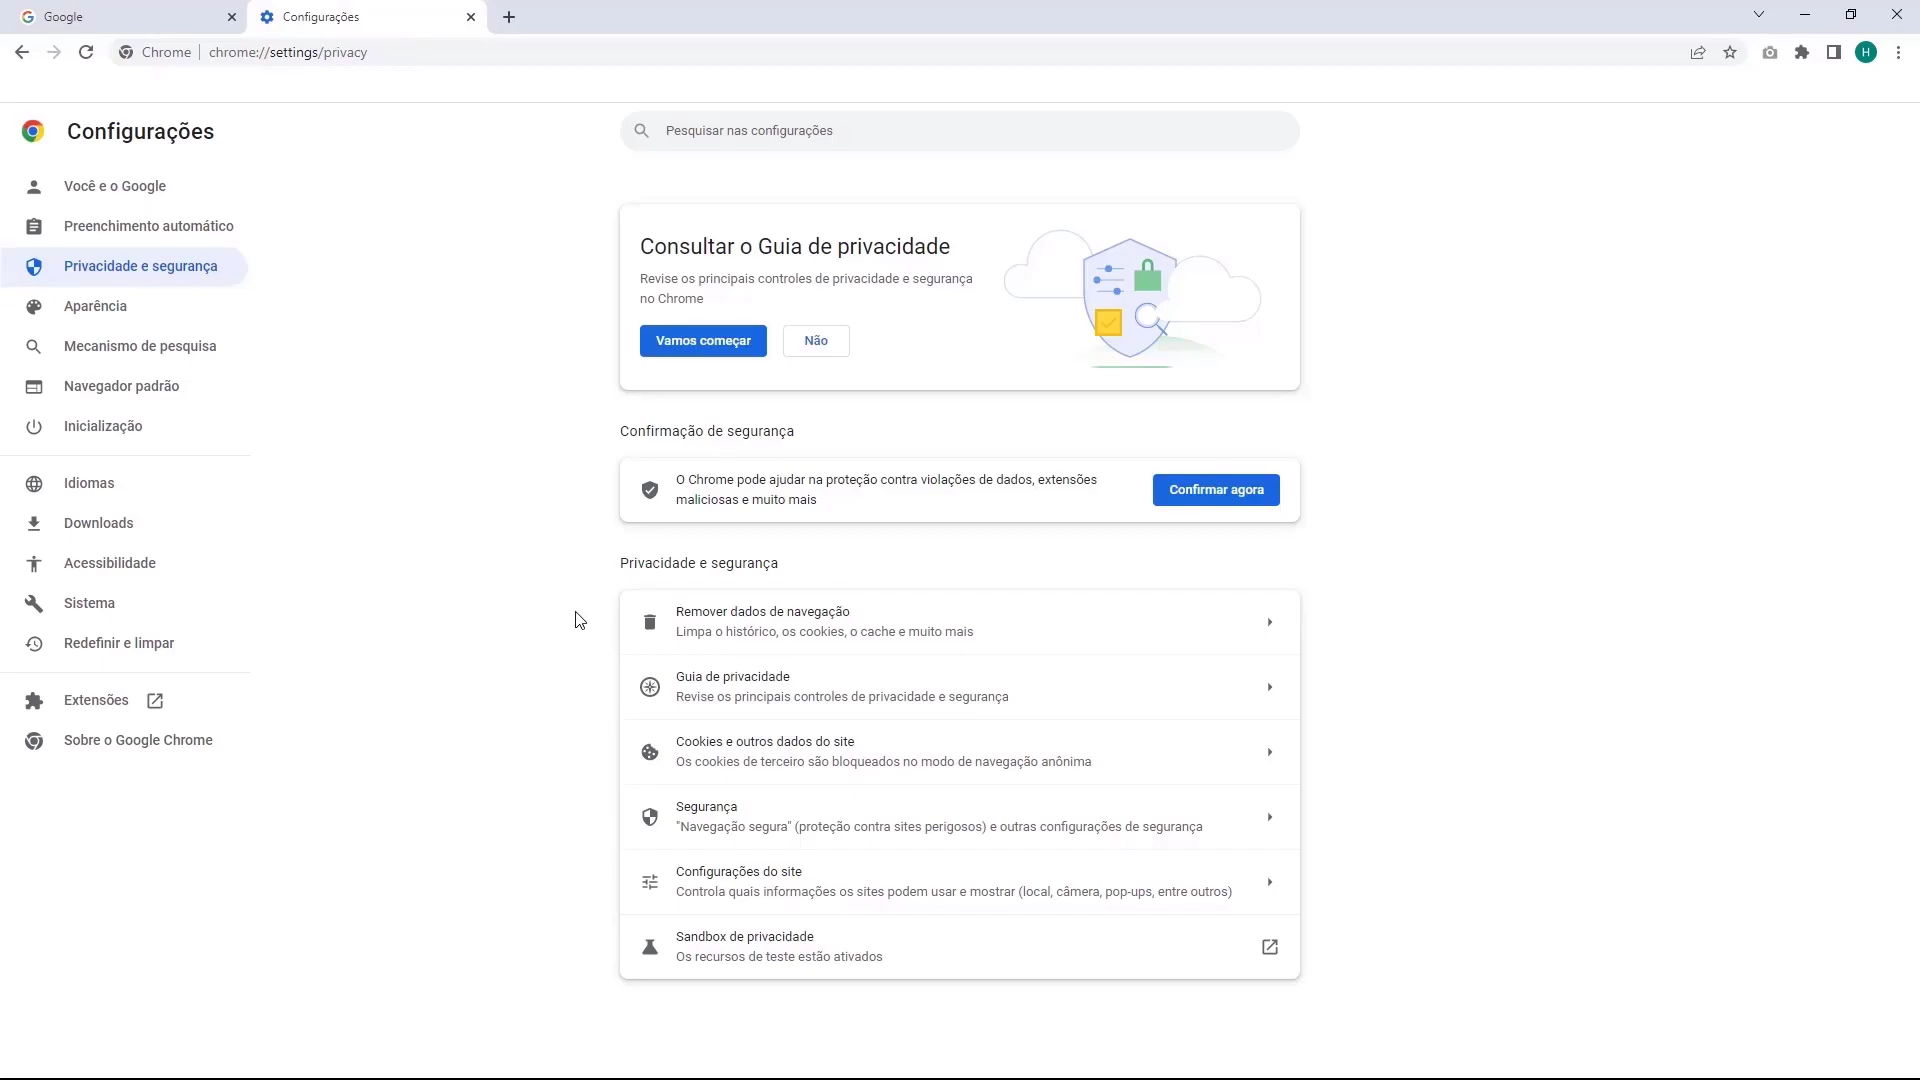 Google
Configurações
Chrome
chrome://settings/privacy
H
Configurações
Pesquisar nas configurações
Você e o Google
Preenchimento automático
Privacidade e segurança
Aparência
Mecanismo de pesquisa
Navegador padrão
Inicialização
Idiomas
Downloads
Acessibilidade
Sistema
Redefinir e limpar
Extensões
Sobre o Google Chrome
Consultar o Guia de privacidade
Revise os principais controles de privacidade e segurança
no Chrome
Vamos começar
Não
Confirmação de segurança
O Chrome pode ajudar na proteção contra violações de dados, extensões
maliciosas e muito mais
Confirmar agora
Privacidade e segurança
Remover dados de navegação
Limpa o histórico, os cookies, o cache e muito mais
Guia de privacidade
Revise os principais controles de privacidade e segurança
Cookies e outros dados do site
Os cookies de terceiro são bloqueados no modo de navegação anônima
Segurança
"Navegação segura" (proteção contra sites perigosos) e outras configurações de segurança
Configurações do site
Controla quais informações os sites podem usar e mostrar (local, câmera, pop-ups, entre outros)
Sandbox de privacidade
Os recursos de teste estão ativados